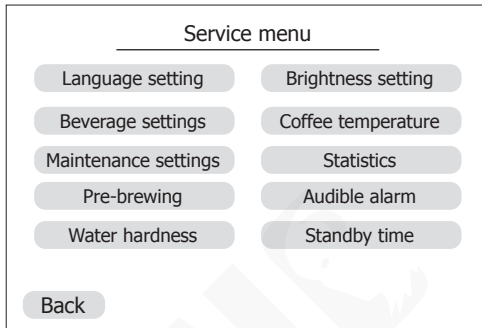 Service menu
Language setting
Brightness setting
Beverage settings
Coffee temperature
Maintenance settings
Statistics
Pre-brewing
Audible alarm
Water hardness
Standby time
Back